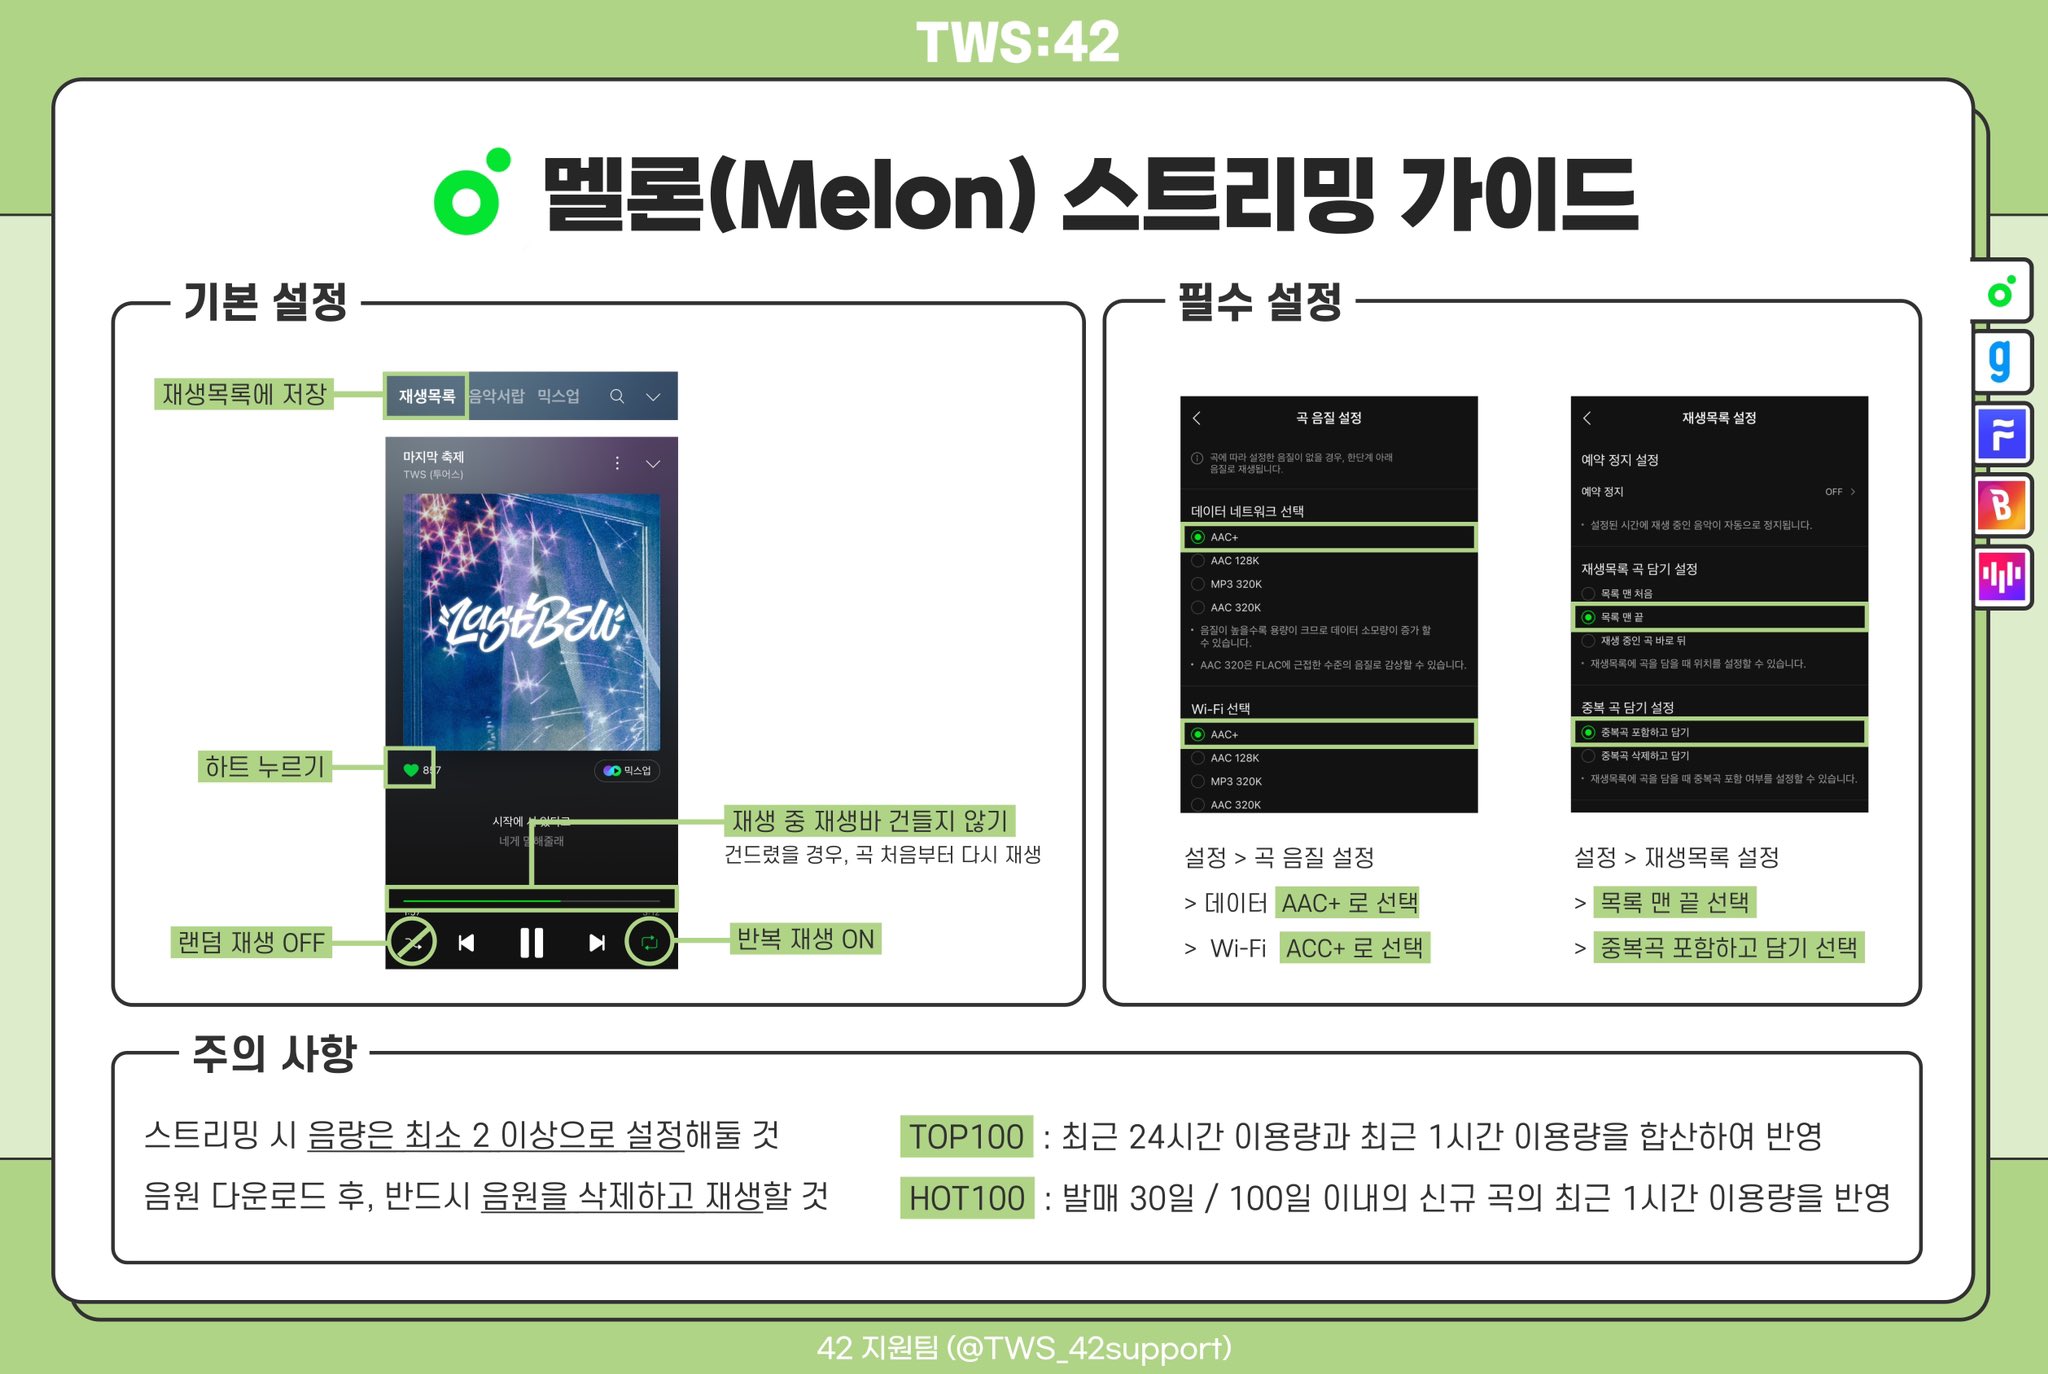 TWS:42
멜론(Melon) 스트리밍 가이드
기본 설정
재생목록에 저장
재생목록 음악서랍 믹스업
마지막 축제
TWS (투어스)
LastBell
하트 누르기
857
믹스업
시작에 서 있다고
네게 말해줄래
재생 중 재생바 건들지 않기
건드렸을 경우, 곡 처음부터 다시 재생
랜덤 재생 OFF
반복 재생 ON
필수 설정
곡 음질 설정
곡에 따라 설정한 음질이 없을 경우, 한단계 아래
음질로 재생됩니다.
데이터 네트워크 선택
AAC+
AAC 128K
MP3 320K
AAC 320K
• 음질이 높을수록 용량이 크므로 데이터 소모량이 증가 할
수 있습니다.
• AAC 320은 FLAC에 근접한 수준의 음질로 감상할 수 있습니다.
Wi-Fi 선택
AAC+
AAC 128K
MP3 320K
AAC 320K
설정 > 곡 음질 설정
> 데이터 AAC+ 로 선택
> Wi-Fi ACC+ 로 선택
재생목록 설정
예약 정지 설정
예약 정지 OFF >
• 설정된 시간에 재생 중인 음악이 자동으로 정지됩니다.
재생목록 곡 담기 설정
목록 맨 처음
목록 맨 끝
재생 중인 곡 바로 뒤
• 재생목록에 곡을 담을 때 위치를 설정할 수 있습니다.
중복 곡 담기 설정
중복곡 포함하고 담기
중복곡 삭제하고 담기
• 재생목록에 곡을 담을 때 중복곡 포함 여부를 설정할 수 있습니다.
설정 > 재생목록 설정
> 목록 맨 끝 선택
> 중복곡 포함하고 담기 선택
주의 사항
스트리밍 시 음량은 최소 2 이상으로 설정해둘 것
음원 다운로드 후, 반드시 음원을 삭제하고 재생할 것
TOP100 : 최근 24시간 이용량과 최근 1시간 이용량을 합산하여 반영
HOT100 : 발매 30일 / 100일 이내의 신규 곡의 최근 1시간 이용량을 반영
g
F
B
42 지원팀 (@TWS_42support)